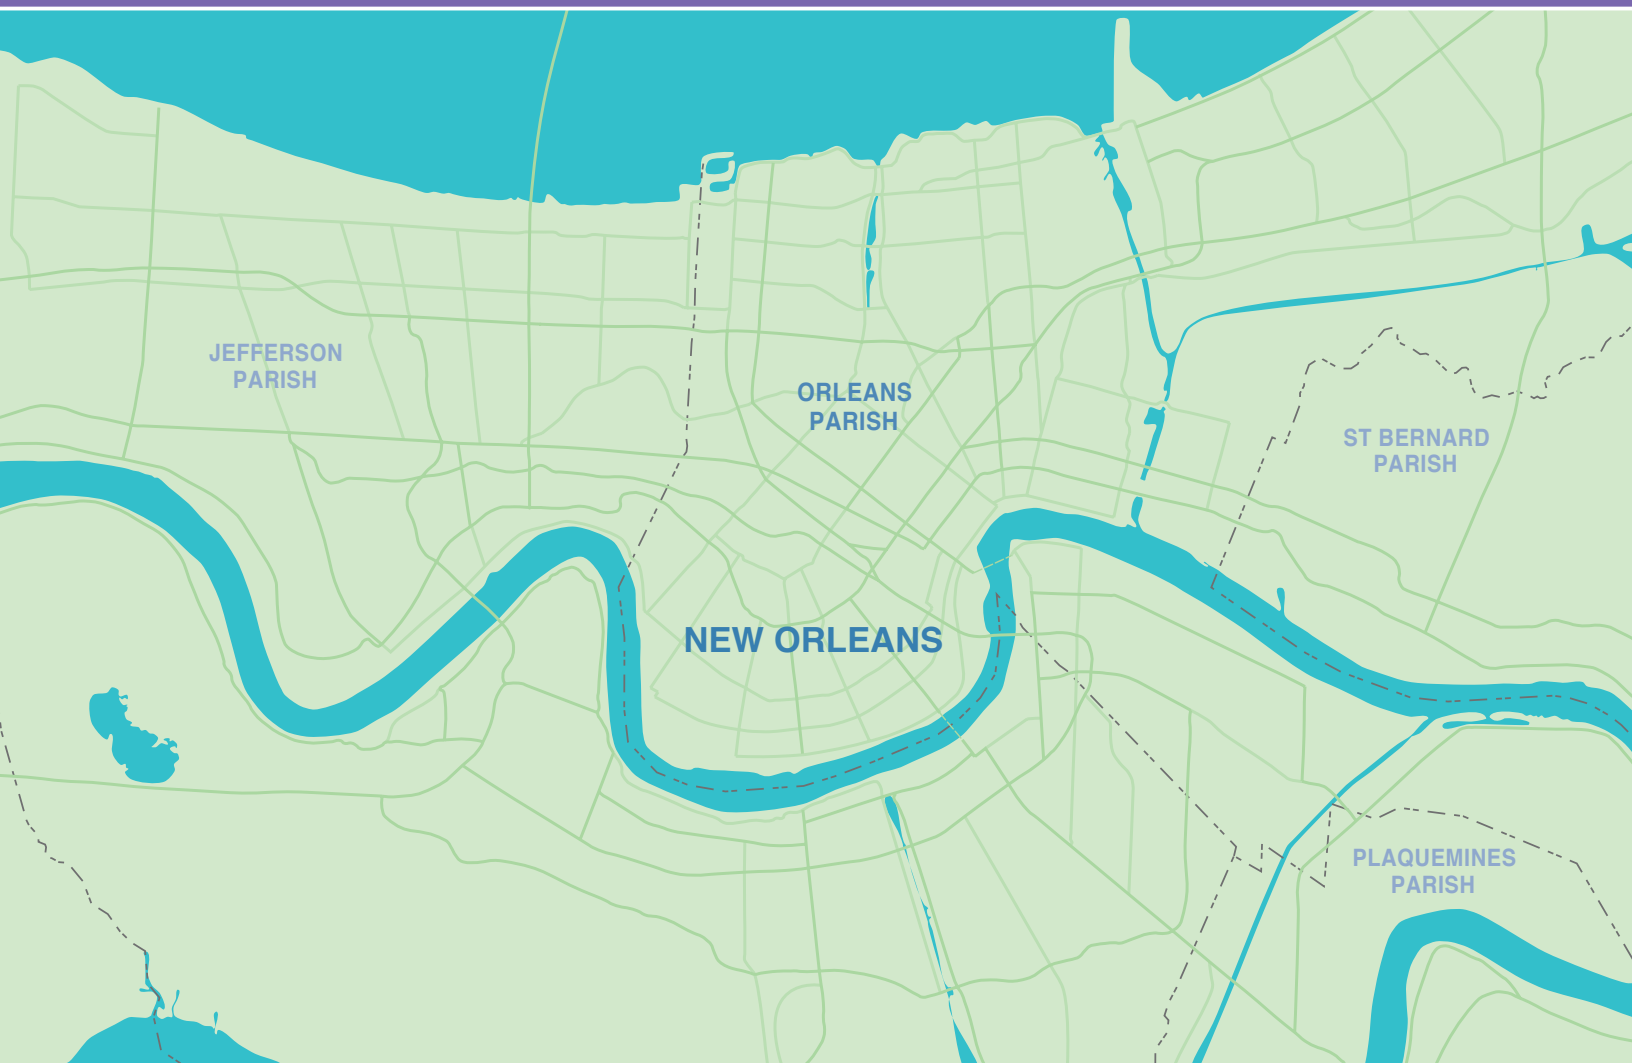 JEFFERSON
PARISH
ORLEANS
PARISH
ST BERNARD
PARISH
NEW ORLEANS
PLAQUEMINES
PARISH